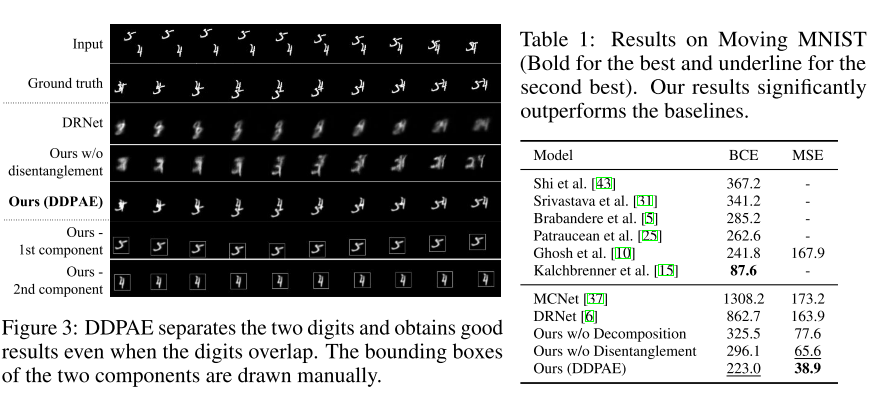 Input
Ground truth
DRNet
Ours w/o
disentanglement
Ours (DDPAE)
Ours -
1st component
Ours -
2nd component
Figure 3: DDPAE separates the two digits and obtains good
results even when the digits overlap. The bounding boxes
of the two components are drawn manually.
Table 1: Results on Moving MNIST
(Bold for the best and underline for the
second best). Our results significantly
outperforms the baselines.
Model BCE MSE
Shi et al. [43] 367.2 -
Srivastava et al. [31] 341.2 -
Brabandere et al. [5] 285.2 -
Patraucean et al. [25] 262.6 -
Ghosh et al. [10] 241.8 167.9
Kalchbrenner et al. [15] 87.6 -
MCNet [37] 1308.2 173.2
DRNet [6] 862.7 163.9
Ours w/o Decomposition 325.5 77.6
Ours w/o Disentanglement 296.1 65.6
Ours (DDPAE) 223.0 38.9